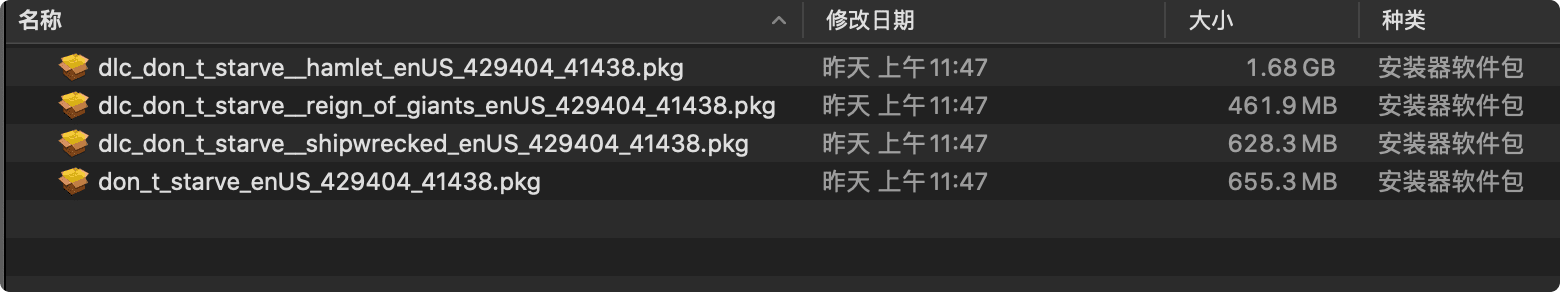 名称 修改日期 大小 种类
dlc_don_t_starve__hamlet_enUS_429404_41438.pkg 昨天 上午11:47 1.68 GB 安装器软件包
dlc_don_t_starve__reign_of_giants_enUS_429404_41438.pkg 昨天 上午11:47 461.9 MB 安装器软件包
dlc_don_t_starve__shipwrecked_enUS_429404_41438.pkg 昨天 上午11:47 628.3 MB 安装器软件包
don_t_starve_enUS_429404_41438.pkg 昨天 上午11:47 655.3 MB 安装器软件包